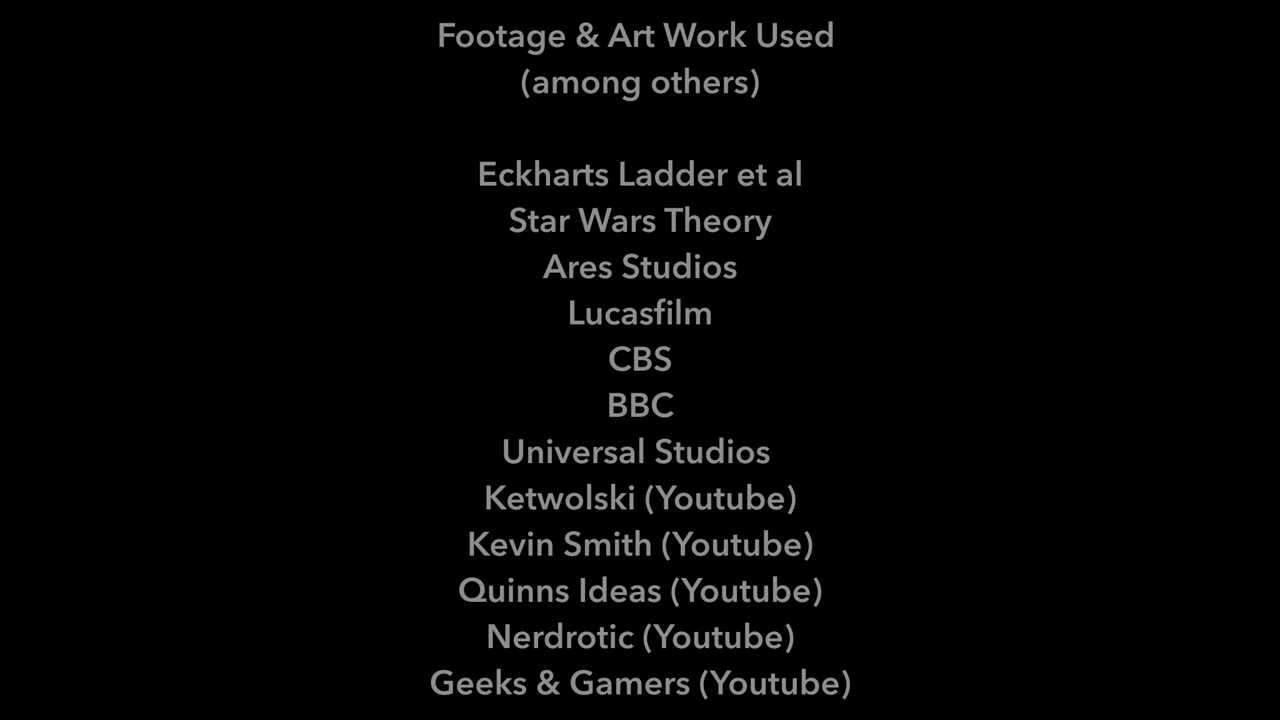 Footage & Art Work Used
(among others)
Eckharts Ladder et al
Star Wars Theory
Ares Studios
Lucasfilm
CBS
BBC
Universal Studios
Ketwolski (Youtube)
Kevin Smith (Youtube)
Quinns Ideas (Youtube)
Nerdrotic (Youtube)
Geeks & Gamers (Youtube)